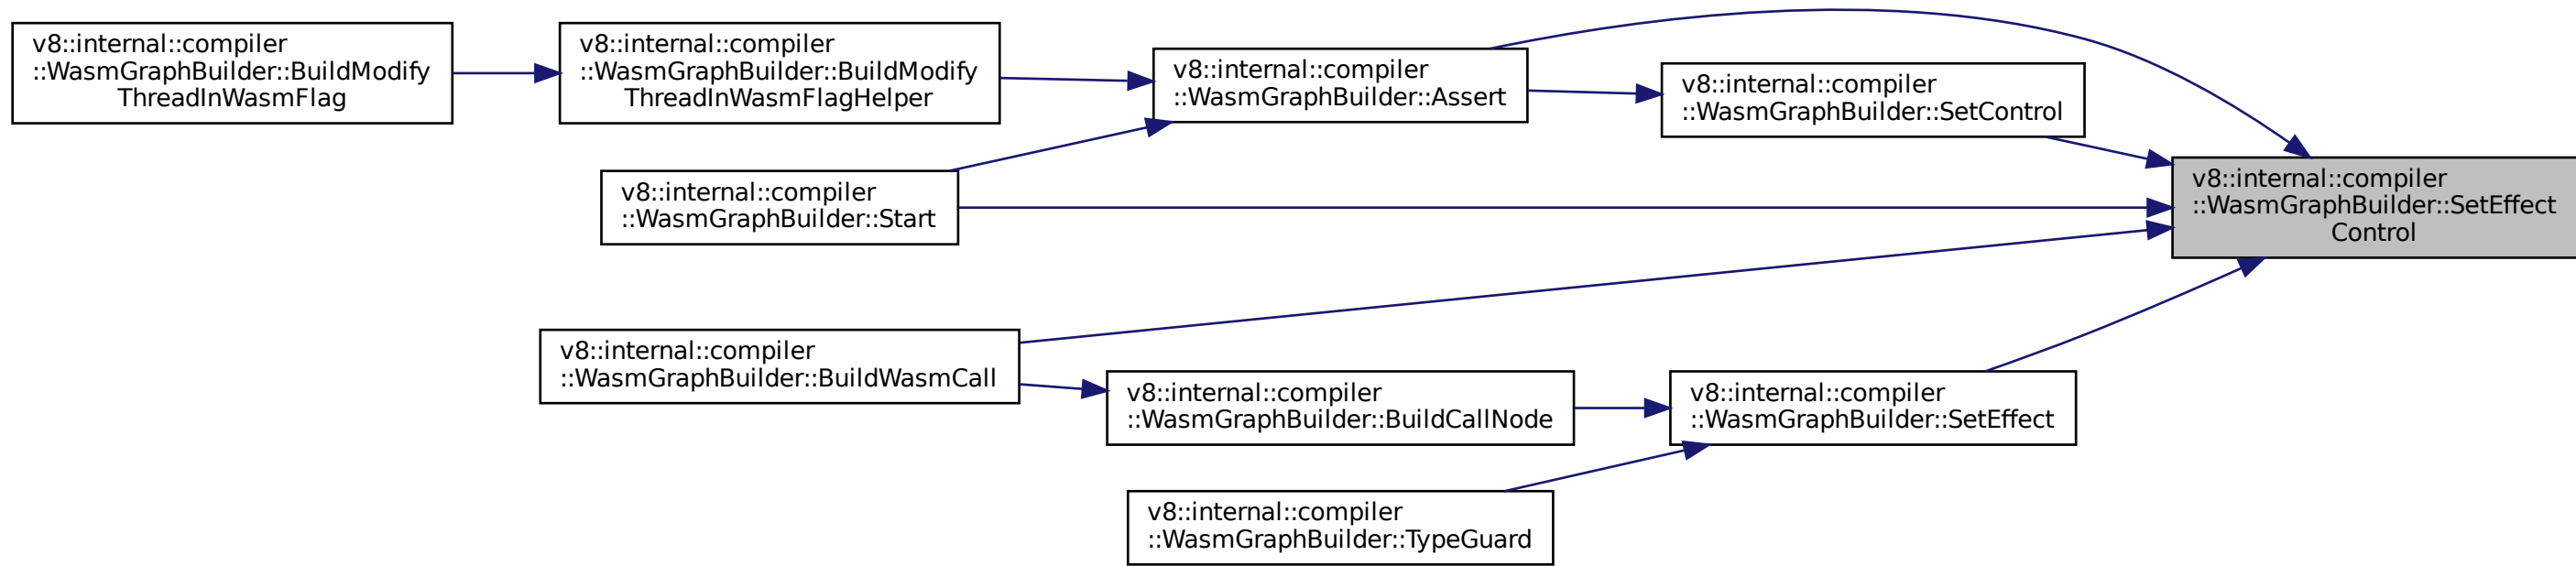 v8::internal::compiler
::WasmGraphBuilder::BuildModify
ThreadInWasmFlag
v8::internal::compiler
::WasmGraphBuilder::BuildModify
ThreadInWasmFlagHelper
v8::internal::compiler
::WasmGraphBuilder::Assert
v8::internal::compiler
::WasmGraphBuilder::SetControl
v8::internal::compiler
::WasmGraphBuilder::SetEffect
Control
v8::internal::compiler
::WasmGraphBuilder::Start
v8::internal::compiler
::WasmGraphBuilder::BuildWasmCall
v8::internal::compiler
::WasmGraphBuilder::BuildCallNode
v8::internal::compiler
::WasmGraphBuilder::SetEffect
v8::internal::compiler
::WasmGraphBuilder::TypeGuard